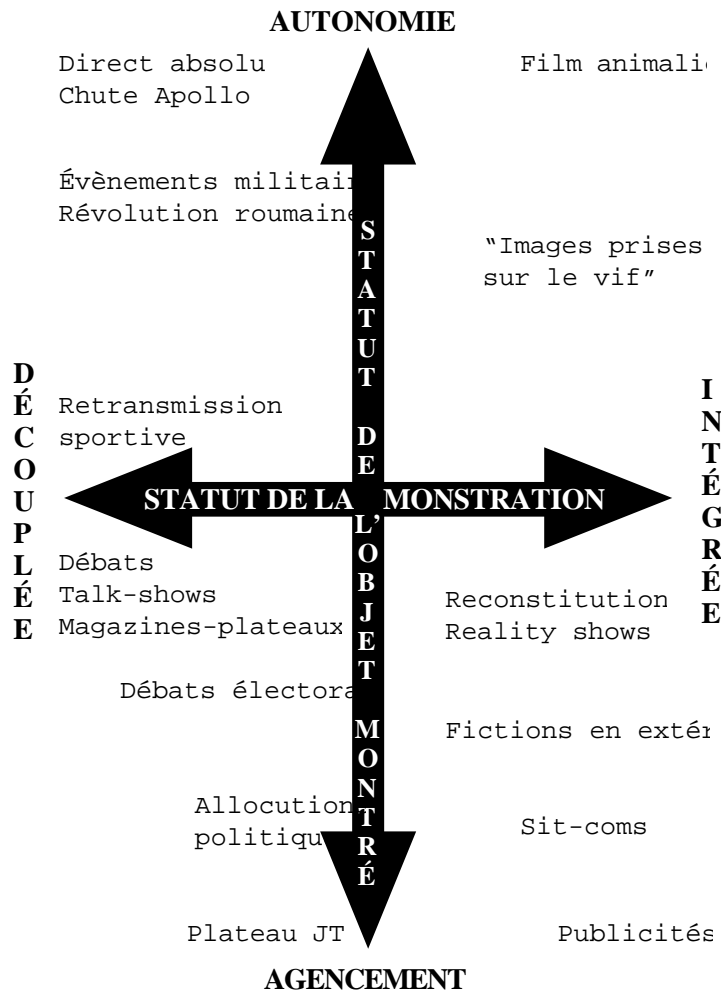 AUTONOMIE
Direct absolu
Chute Apollo
Film animali
Évènements militair
Révolution roumaine
“Images prises
sur le vif”
STATUT DE L’OBJET MONTRÉ
DÉCOUPLÉE
INTÉGRÉE
Retransmission
sportive
STATUT DE LA MONSTRATION
Débats
Talk-shows
Magazines-plateaux
Reconstitution
Reality shows
Débats électora
Fictions en extér
Allocution
politiqu
Sit-coms
Plateau JT
Publicités
AGENCEMENT